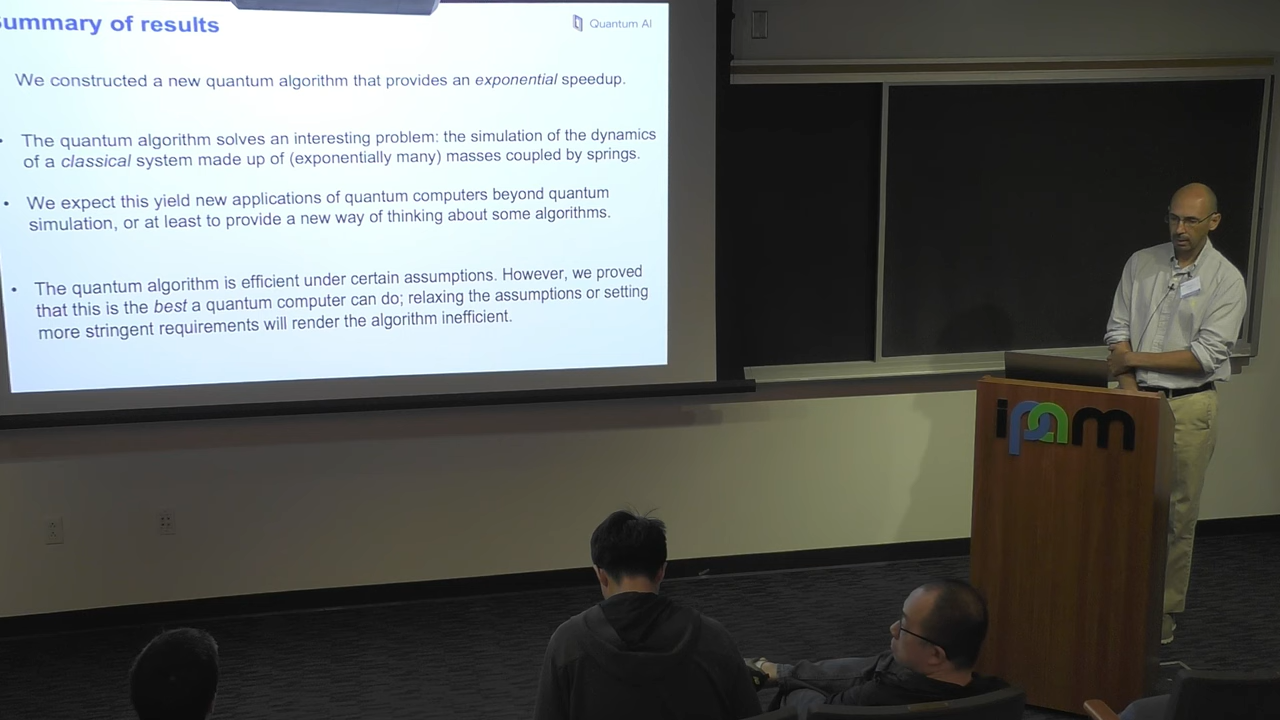 ummary of results
Quantum AI
We constructed a new quantum algorithm that provides an exponential speedup.
• The quantum algorithm solves an interesting problem: the simulation of the dynamics
of a classical system made up of (exponentially many) masses coupled by springs.
• We expect this yield new applications of quantum computers beyond quantum
simulation, or at least to provide a new way of thinking about some algorithms.
• The quantum algorithm is efficient under certain assumptions. However, we proved
that this is the best a quantum computer can do; relaxing the assumptions or setting
more stringent requirements will render the algorithm inefficient.
ipam